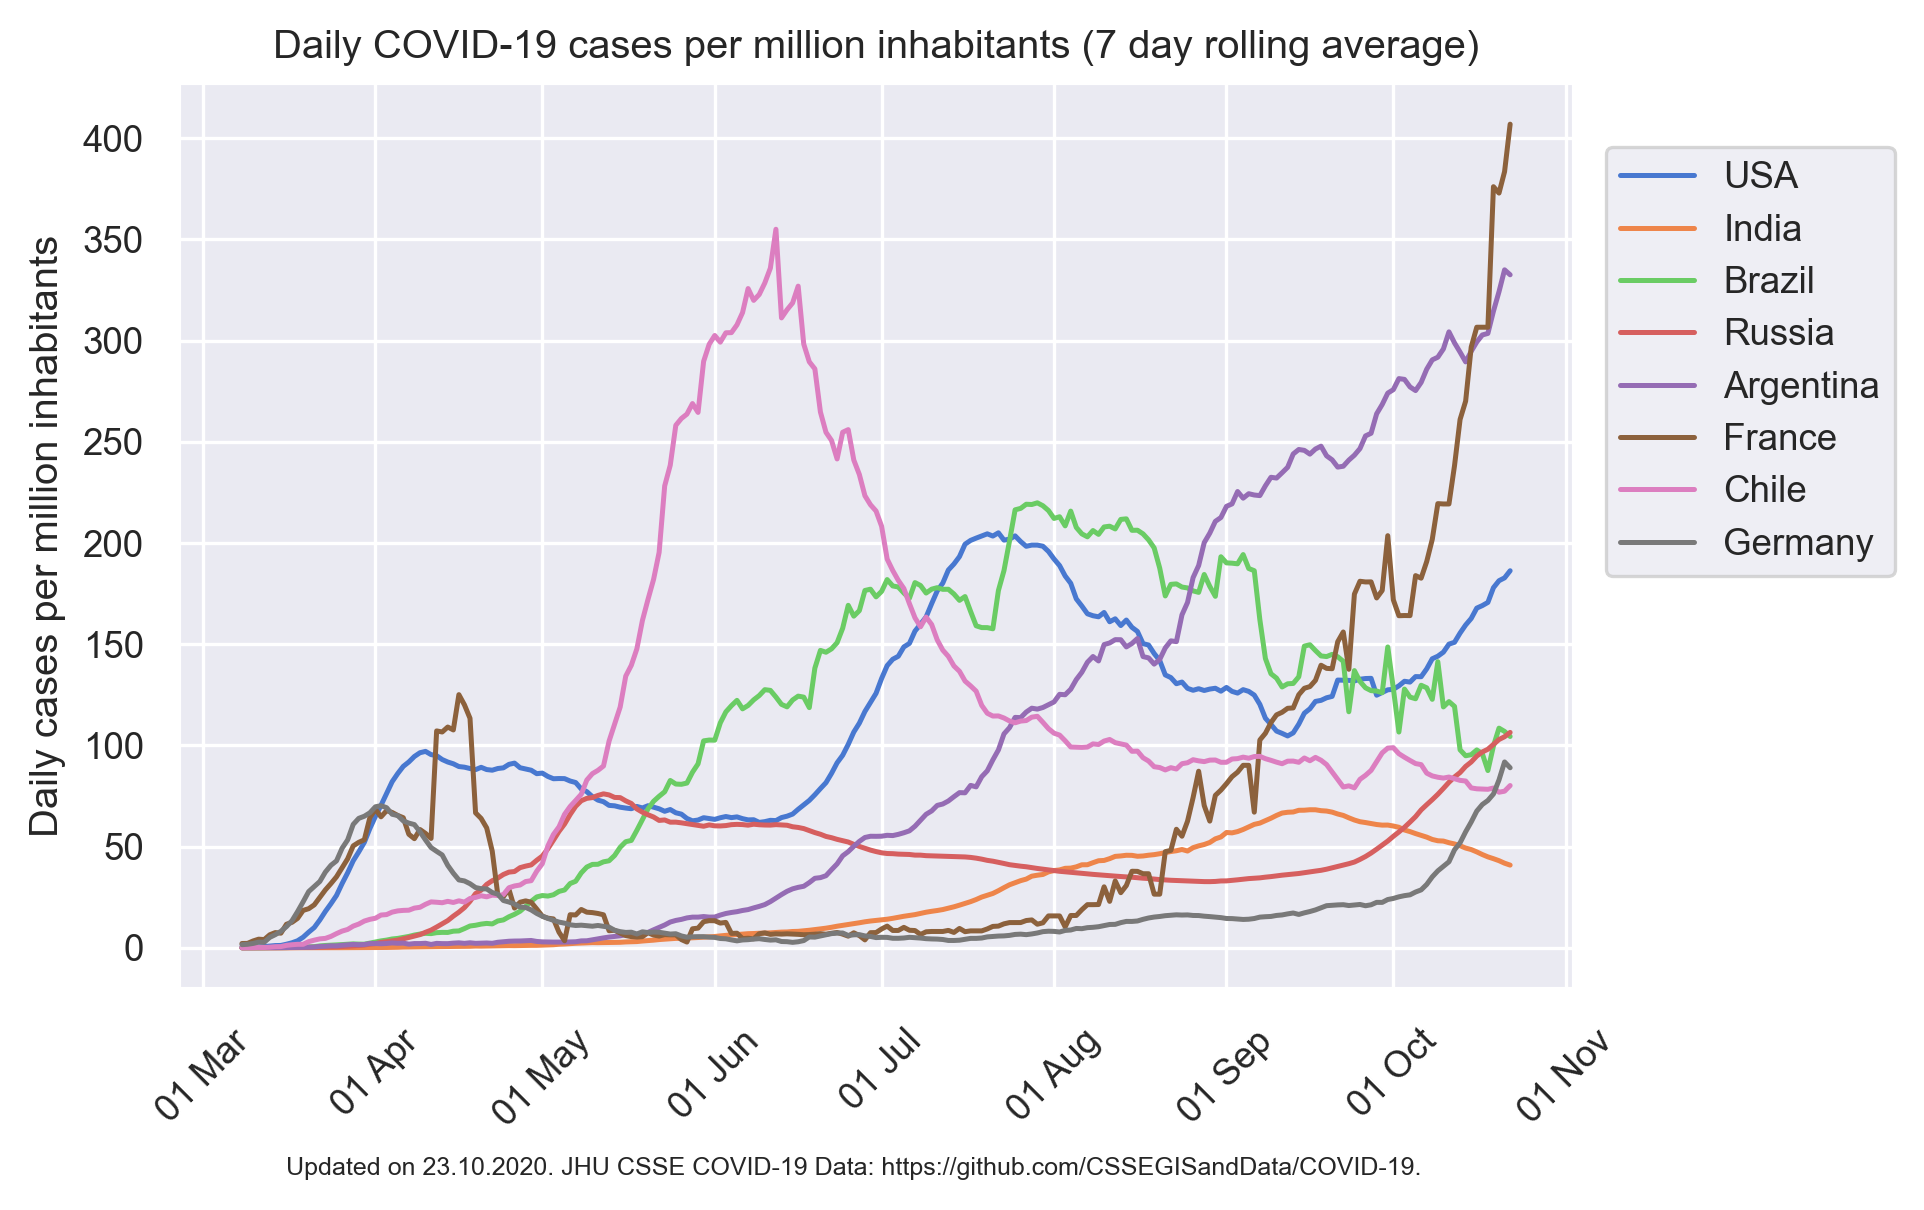 Daily COVID-19 cases per million inhabitants (7 day rolling average)
Daily cases per million inhabitants
400
350
300
250
200
150
100
50
0
01 Mar
01 Apr
01 May
01 Jun
01 Jul
01 Aug
01 Sep
01 Oct
01 Nov
USA
India
Brazil
Russia
Argentina
France
Chile
Germany
Updated on 23.10.2020. JHU CSSE COVID-19 Data: https://github.com/CSSEGISandData/COVID-19.